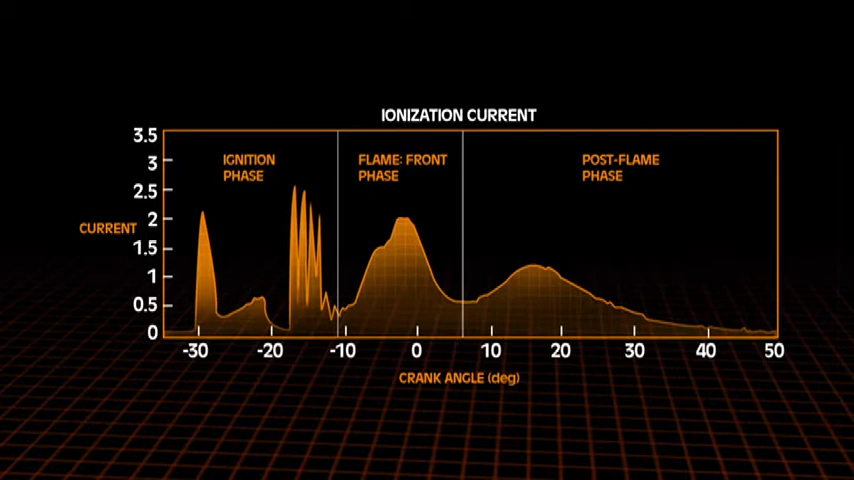 IONIZATION CURRENT
3.5
3
2.5
2
1.5
1
0.5
0
CURRENT
IGNITION
PHASE
FLAME: FRONT
PHASE
POST-FLAME
PHASE
-30 -20 -10 0 10 20 30 40 50
CRANK ANGLE (deg)